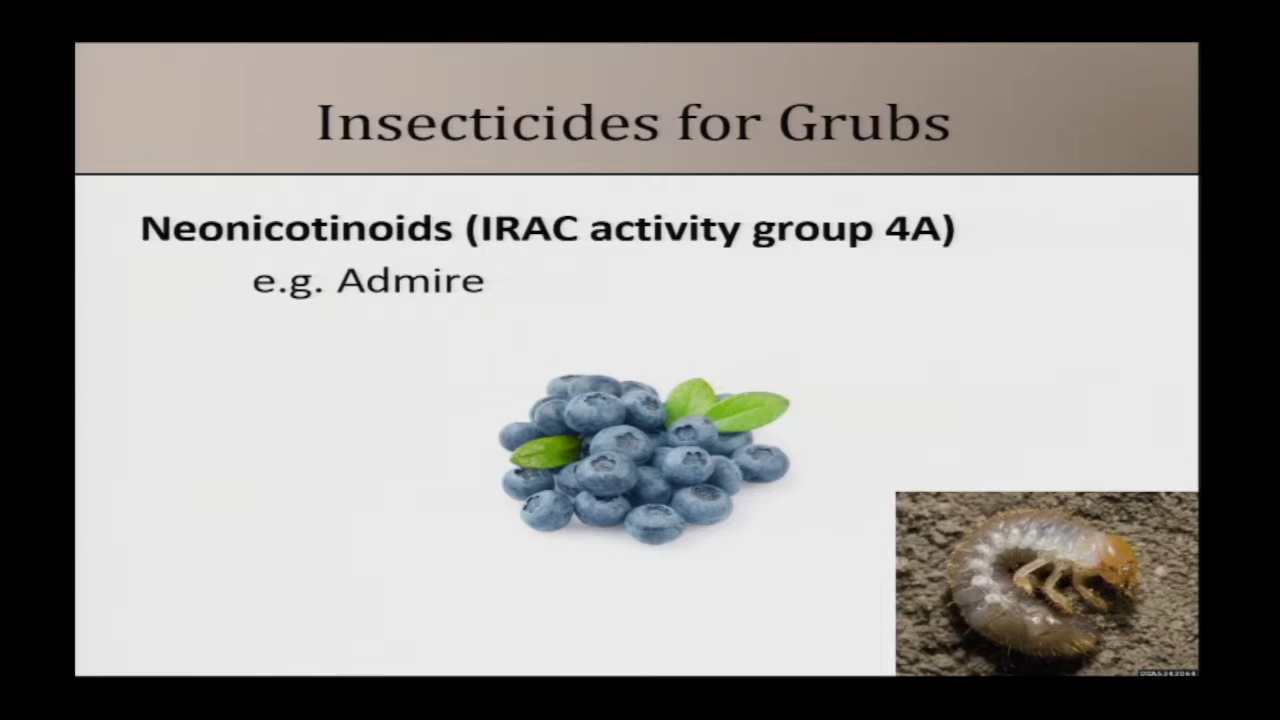 Insecticides for Grubs
Neonicotinoids (IRAC activity group 4A)
e.g. Admire